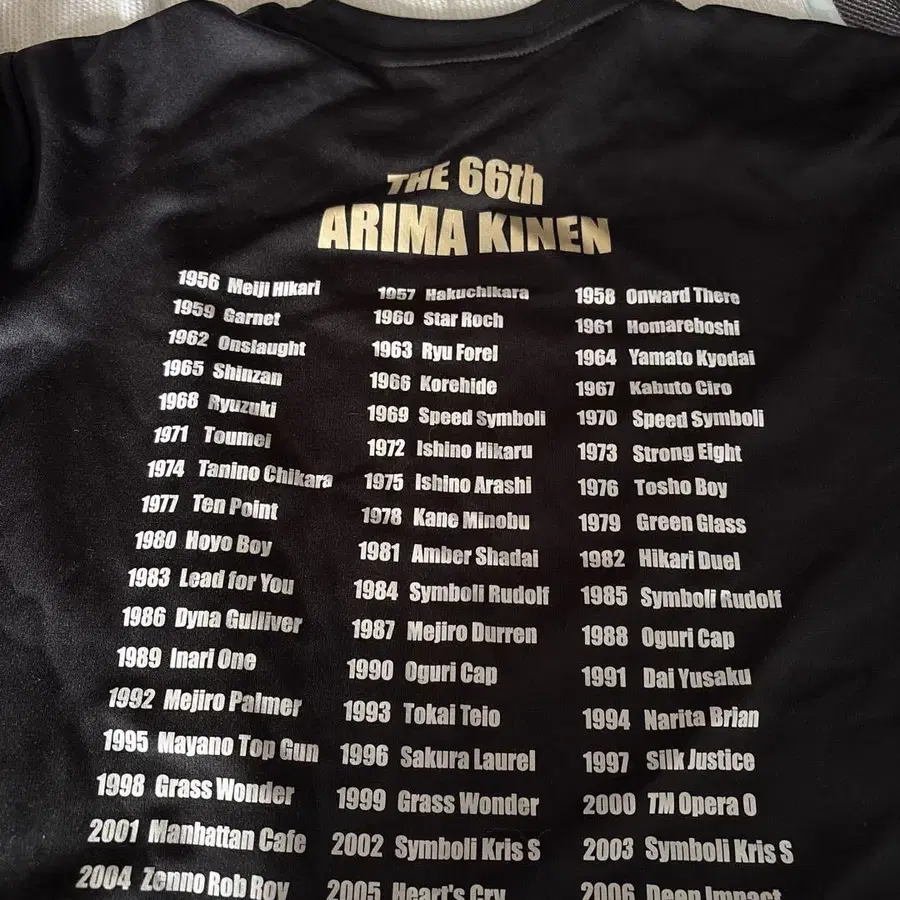 THE 66th
ARIMA KINEN
1956 Meiji Hikari 1957 Hakuchikara 1958 Onward There
1959 Garnet 1960 Star Roch 1961 Homareboshi
1962 Onslaught 1963 Ryu Forel 1964 Yamato Kyodai
1965 Shinzan 1966 Korehide 1967 Kabuto Ciro
1968 Ryuzuki 1969 Speed Symboli 1970 Speed Symboli
1971 Toumei 1972 Ishino Hikaru 1973 Strong Eight
1974 Tanino Chikara 1975 Ishino Arashi 1976 Tosho Boy
1977 Ten Point 1978 Kane Minobu 1979 Green Glass
1980 Hoyo Boy 1981 Amber Shadai 1982 Hikari Duel
1983 Lead for You 1984 Symboli Rudolf 1985 Symboli Rudolf
1986 Dyna Gulliver 1987 Mejiro Durren 1988 Oguri Cap
1989 Inari One 1990 Oguri Cap 1991 Dai Yusaku
1992 Mejiro Palmer 1993 Tokai Teio 1994 Narita Brian
1995 Mayano Top Gun 1996 Sakura Laurel 1997 Silk Justice
1998 Grass Wonder 1999 Grass Wonder 2000 TM Opera O
2001 Manhattan Cafe 2002 Symboli Kris S 2003 Symboli Kris S
2004 Zenno Rob Roy 2005 Heart's Cry 2006 Deep Impact